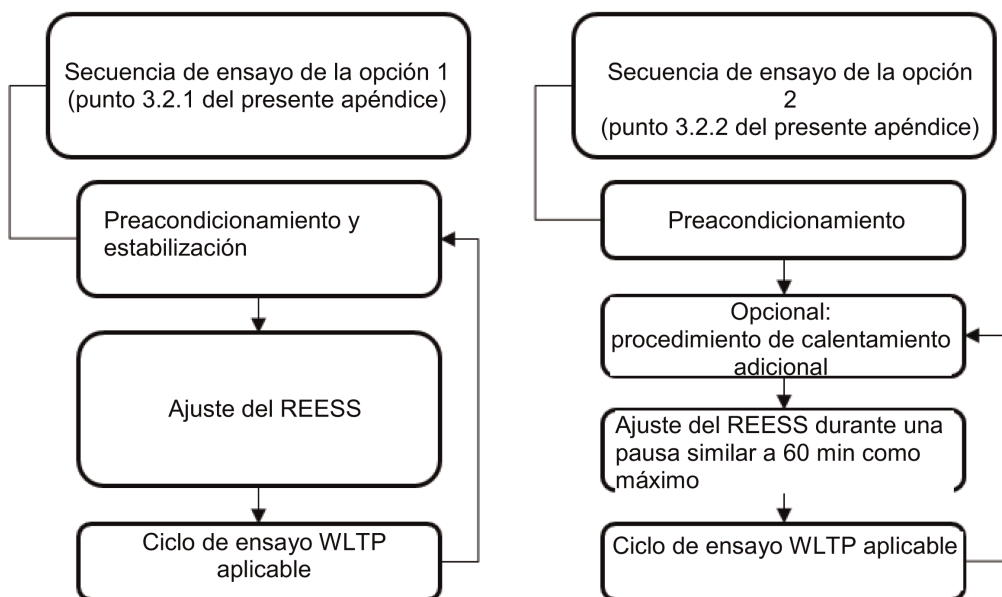 Secuencia de ensayo de la opción 1
(punto 3.2.1 del presente apéndice)
Preacondicionamiento y
estabilización
Ajuste del REESS
Ciclo de ensayo WLTP
aplicable
Secuencia de ensayo de la opción
2
(punto 3.2.2 del presente apéndice)
Preacondicionamiento
Opcional:
procedimiento de calentamiento
adicional
Ajuste del REESS durante una
pausa similar a 60 min como
máximo
Ciclo de ensayo WLTP aplicable